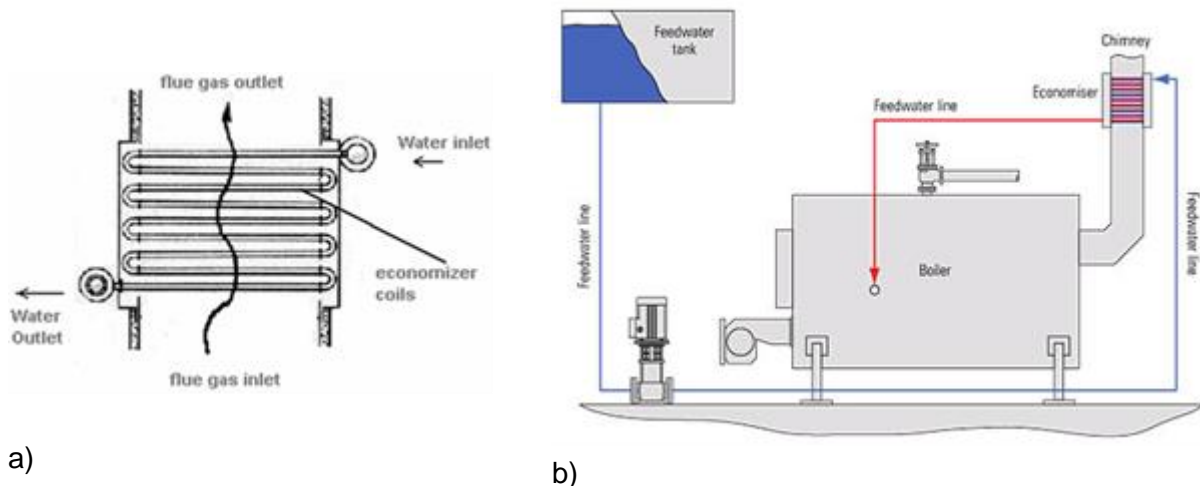 flue gas outlet
Water inlet
economizer
coils
Water
Outlet
flue gas inlet
a)
Feedwater
tank
Chimney
Economiser
Feedwater line
Feedwater line
Boiler
Feedwater line
b)